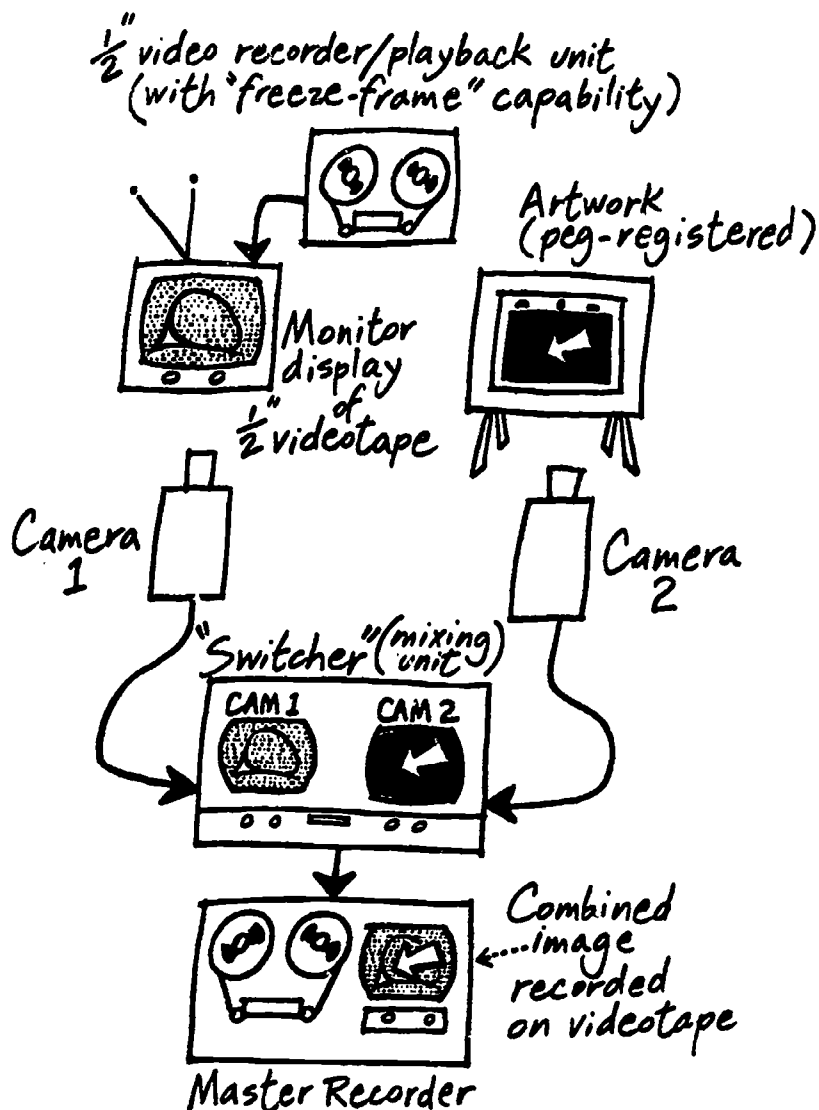 ½" video recorder/playback unit
(with "freeze-frame" capability)
Artwork
(peg-registered)
Monitor
display
of
½" videotape
Camera
1
Camera
2
"Switcher" (mixing
unit)
CAM 1
CAM 2
Combined
image
recorded
on videotape
Master Recorder